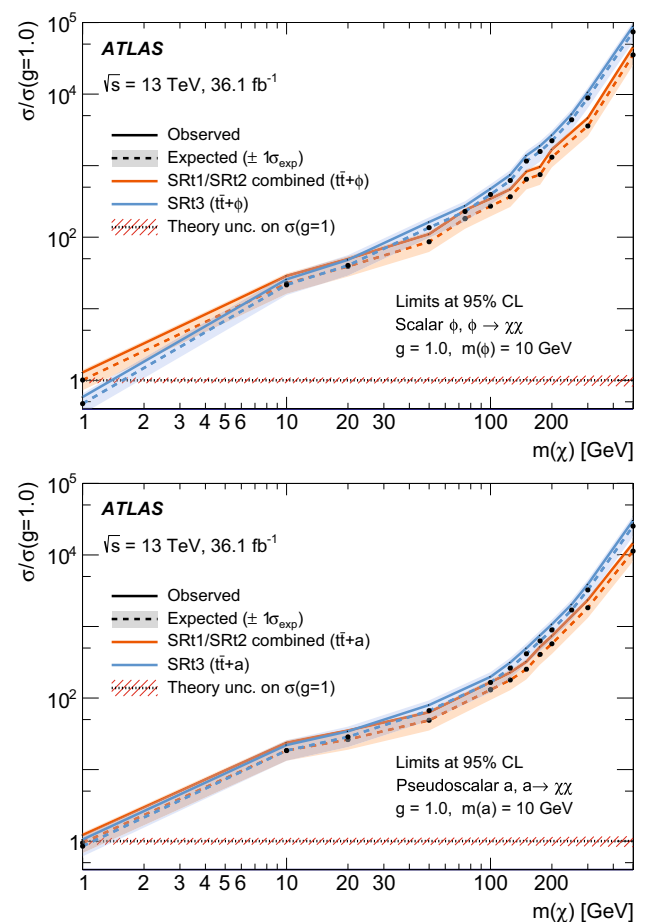 10⁵
ATLAS
√s = 13 TeV, 36.1 fb⁻¹
10⁴
σ/σ(g=1.0)
Observed
Expected (± 1σexp)
SRt1/SRt2 combined (tt̄+ϕ)
SRt3 (tt̄+ϕ)
Theory unc. on σ(g=1)
10²
Limits at 95% CL
Scalar ϕ, ϕ → χχ
g = 1.0, m(ϕ) = 10 GeV
1
1 2 3 4 5 6 10 20 30 100 200
m(χ) [GeV]
10⁵
ATLAS
√s = 13 TeV, 36.1 fb⁻¹
10⁴
σ/σ(g=1.0)
Observed
Expected (± 1σexp)
SRt1/SRt2 combined (tt̄+a)
SRt3 (tt̄+a)
Theory unc. on σ(g=1)
10²
Limits at 95% CL
Pseudoscalar a, a→ χχ
g = 1.0, m(a) = 10 GeV
1
1 2 3 4 5 6 10 20 30 100 200
m(χ) [GeV]